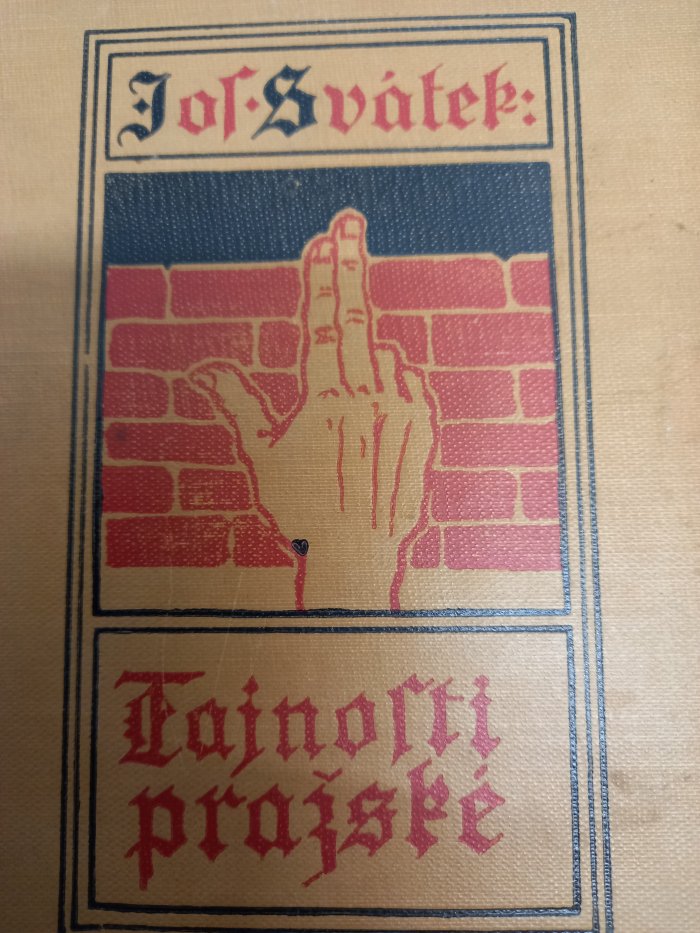 Joſ. Svátek:
Tajnoſti
pražské